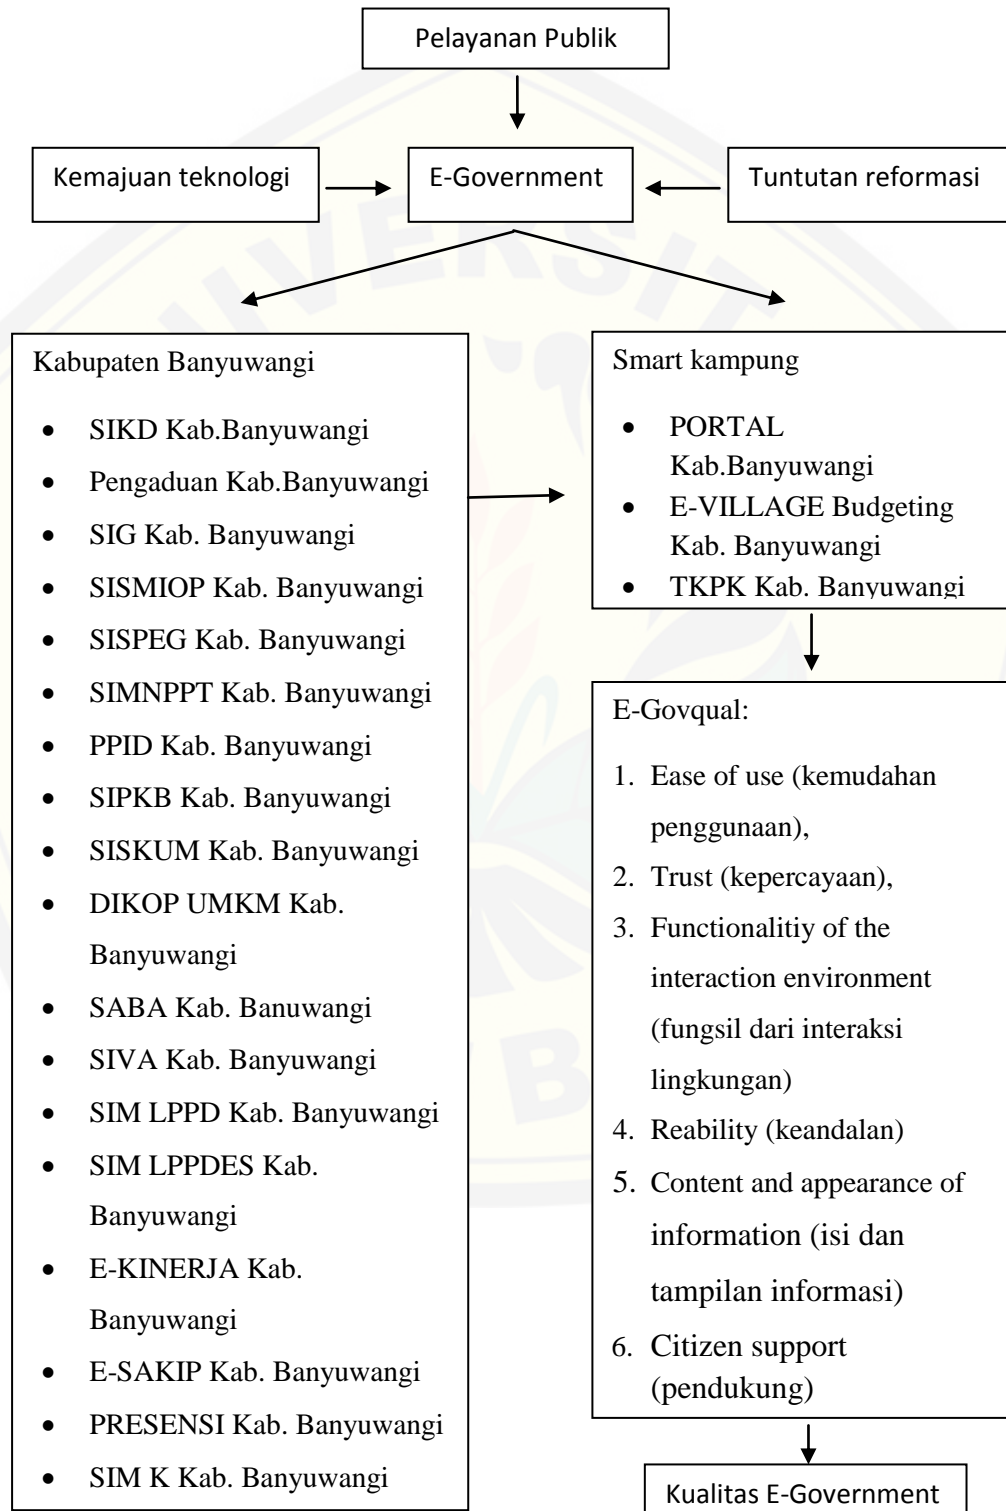 Pelayanan Publik
Kemajuan teknologi
E-Government
Tuntutan reformasi
Kabupaten Banyuwangi
• SIKD Kab.Banyuwangi
• Pengaduan Kab.Banyuwangi
• SIG Kab. Banyuwangi
• SISMIOP Kab. Banyuwangi
• SISPEG Kab. Banyuwangi
• SIMNPPT Kab. Banyuwangi
• PPID Kab. Banyuwangi
• SIPKB Kab. Banyuwangi
• SISKUM Kab. Banyuwangi
• DIKOP UMKM Kab.
Banyuwangi
• SABA Kab. Banuwangi
• SIVA Kab. Banyuwangi
• SIM LPPD Kab. Banyuwangi
• SIM LPPDES Kab.
Banyuwangi
• E-KINERJA Kab.
Banyuwangi
• E-SAKIP Kab. Banyuwangi
• PRESENSI Kab. Banyuwangi
• SIM K Kab. Banyuwangi
Smart kampung
• PORTAL
Kab.Banyuwangi
• E-VILLAGE Budgeting
Kab. Banyuwangi
• TKPK Kab. Banyuwangi
E-Govqual:
1. Ease of use (kemudahan
penggunaan),
2. Trust (kepercayaan),
3. Functionalitiy of the
interaction environment
(fungsil dari interaksi
lingkungan)
4. Reability (keandalan)
5. Content and appearance of
information (isi dan
tampilan informasi)
6. Citizen support
(pendukung)
Kualitas E-Government